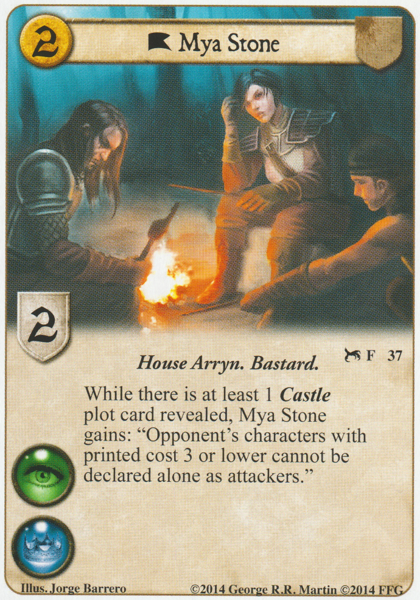 2 Mya Stone
2
House Arryn. Bastard.
F 37
While there is at least 1 Castle
plot card revealed, Mya Stone
gains: “Opponent’s characters with
printed cost 3 or lower cannot be
declared alone as attackers.”
Illus. Jorge Barrero
©2014 George R.R. Martin ©2014 FFG